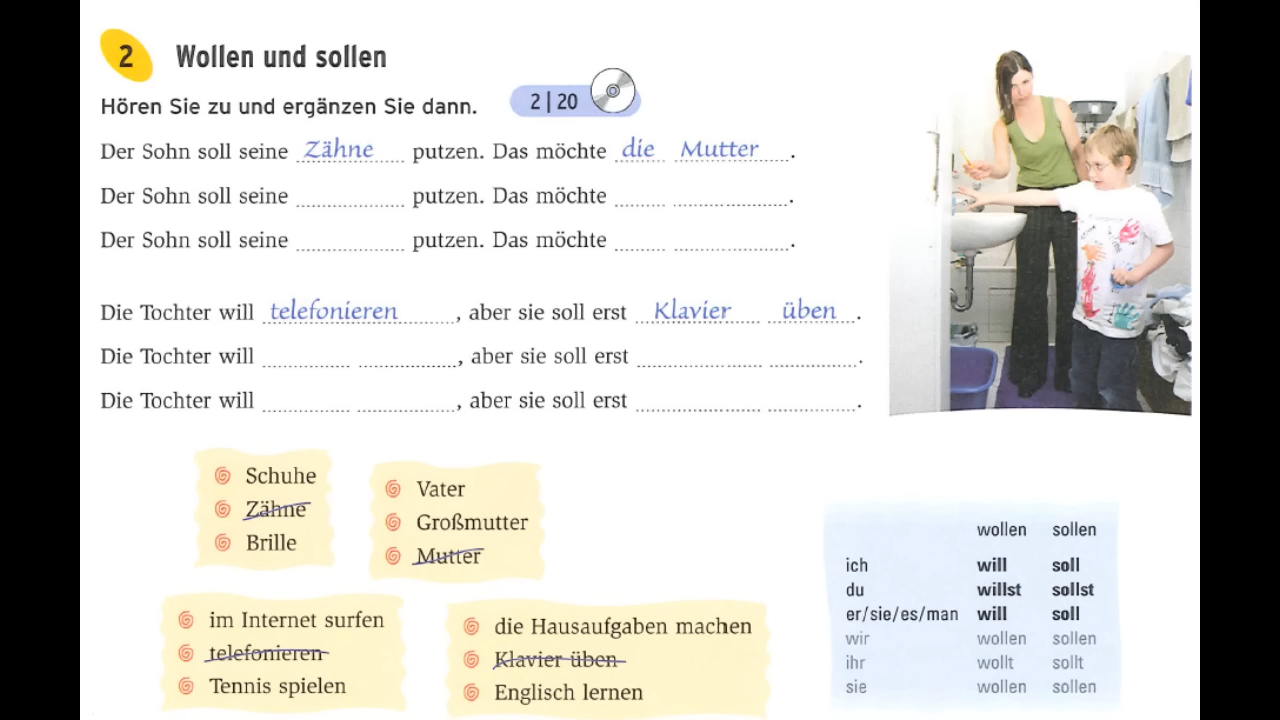 2 Wollen und sollen
Hören Sie zu und ergänzen Sie dann. 2 | 20
Der Sohn soll seine Zähne putzen. Das möchte die Mutter.
Der Sohn soll seine ............ putzen. Das möchte ...... ............ .
Der Sohn soll seine ............ putzen. Das möchte ...... ............ .
Die Tochter will telefonieren, aber sie soll erst Klavier üben.
Die Tochter will ............ ............, aber sie soll erst ............ ............ .
Die Tochter will ............ ............, aber sie soll erst ............ ............ .
Schuhe
Zähne
Brille
Vater
Großmutter
Mutter
im Internet surfen
telefonieren
Tennis spielen
die Hausaufgaben machen
Klavier üben
Englisch lernen
wollen sollen
ich will soll
du willst sollst
er/sie/es/man will soll
wir wollen sollen
ihr wollt sollt
sie wollen sollen